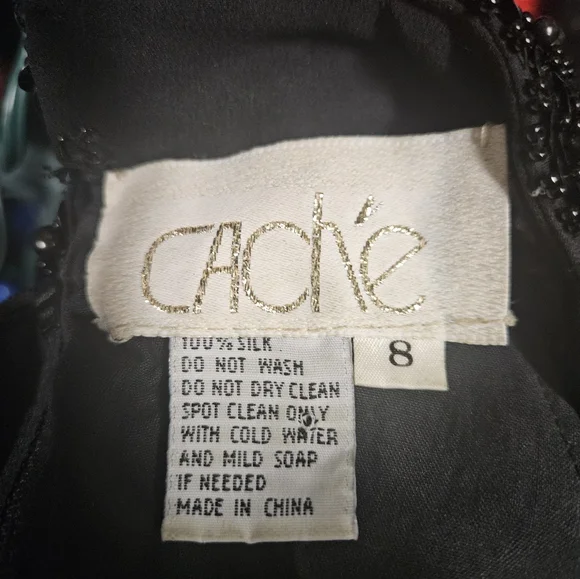 CAché
8
100% SILK
DO NOT WASH
DO NOT DRY CLEAN
SPOT CLEAN ONLY
WITH COLD WATER
AND MILD SOAP
IF NEEDED
MADE IN CHINA